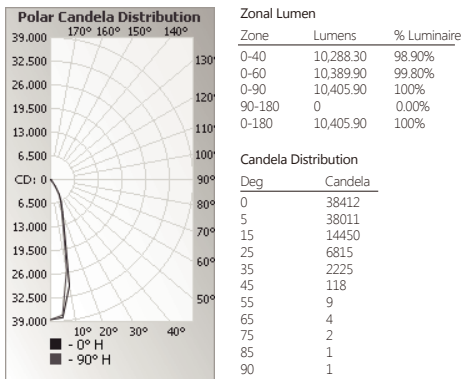 Polar Candela Distribution
170° 160° 150° 140°
39.000
32.500
26.000
19.500
13.000
6.500
CD: 0
6.500
13.000
19.500
26.000
32.500
39.000
130°
120°
110°
100°
90°
80°
70°
60°
50°
10° 20° 30° 40°
- 0° H
- 90° H
Zonal Lumen
Zone Lumens % Luminaire
0-40 10,288.30 98.90%
0-60 10,389.90 99.80%
0-90 10,405.90 100%
90-180 0 0.00%
0-180 10,405.90 100%
Candela Distribution
Deg Candela
0 38412
5 38011
15 14450
25 6815
35 2225
45 118
55 9
65 4
75 2
85 1
90 1